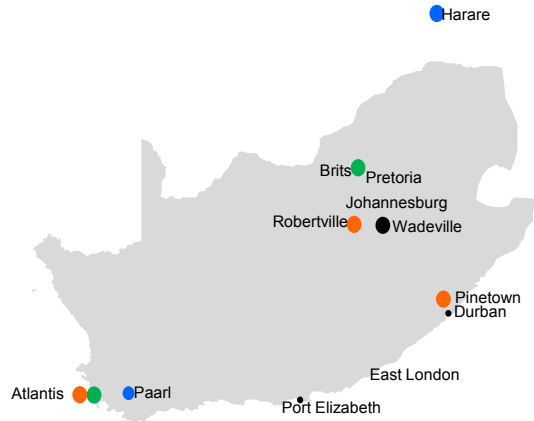 Harare
Brits
Pretoria
Johannesburg
Robertville
Wadeville
Pinetown
Durban
East London
Atlantis
Paarl
Port Elizabeth